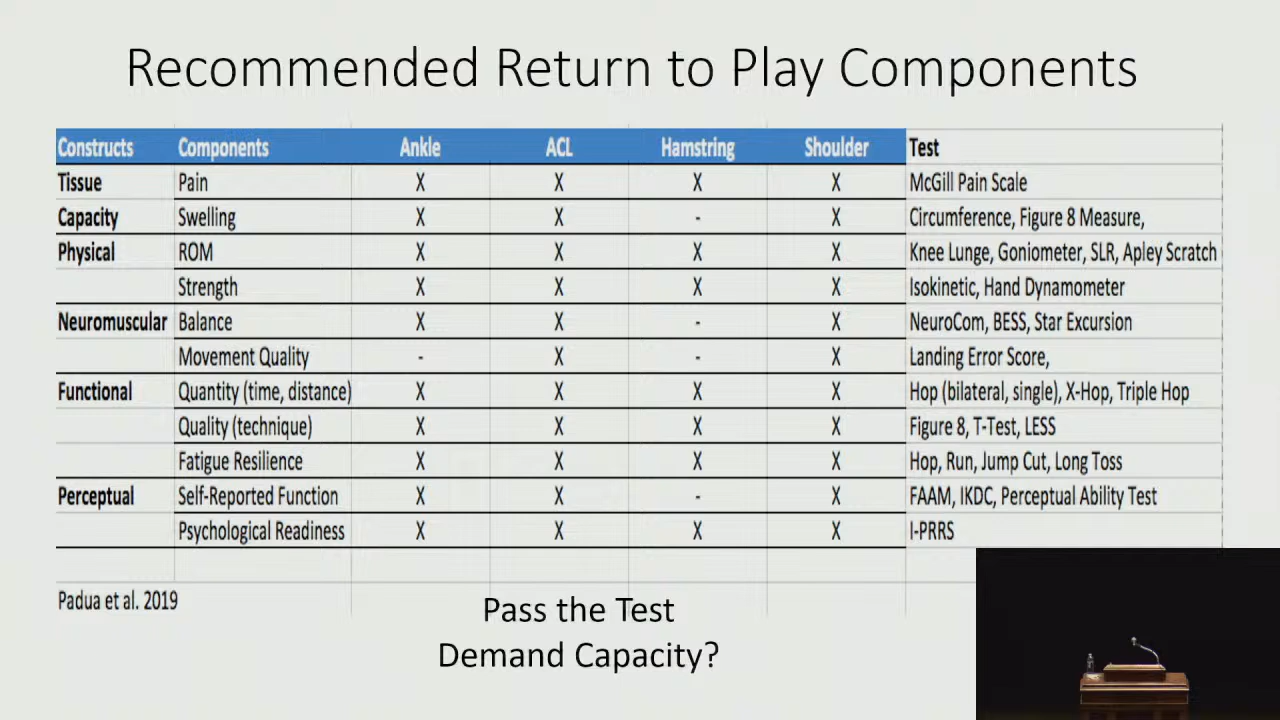 Recommended Return to Play Components
Constructs Components Ankle ACL Hamstring Shoulder Test
Tissue Pain X X X X McGill Pain Scale
Capacity Swelling X X - X Circumference, Figure 8 Measure,
Physical ROM X X X X Knee Lunge, Goniometer, SLR, Apley Scratch
Strength X X X X Isokinetic, Hand Dynamometer
Neuromuscular Balance X X - X NeuroCom, BESS, Star Excursion
Movement Quality - X - X Landing Error Score,
Functional Quantity (time, distance) X X X X Hop (bilateral, single), X-Hop, Triple Hop
Quality (technique) X X X X Figure 8, T-Test, LESS
Fatigue Resilience X X X X Hop, Run, Jump Cut, Long Toss
Perceptual Self-Reported Function X X - X FAAM, IKDC, Perceptual Ability Test
Psychological Readiness X X X X I-PRRS
Padua et al. 2019
Pass the Test
Demand Capacity?